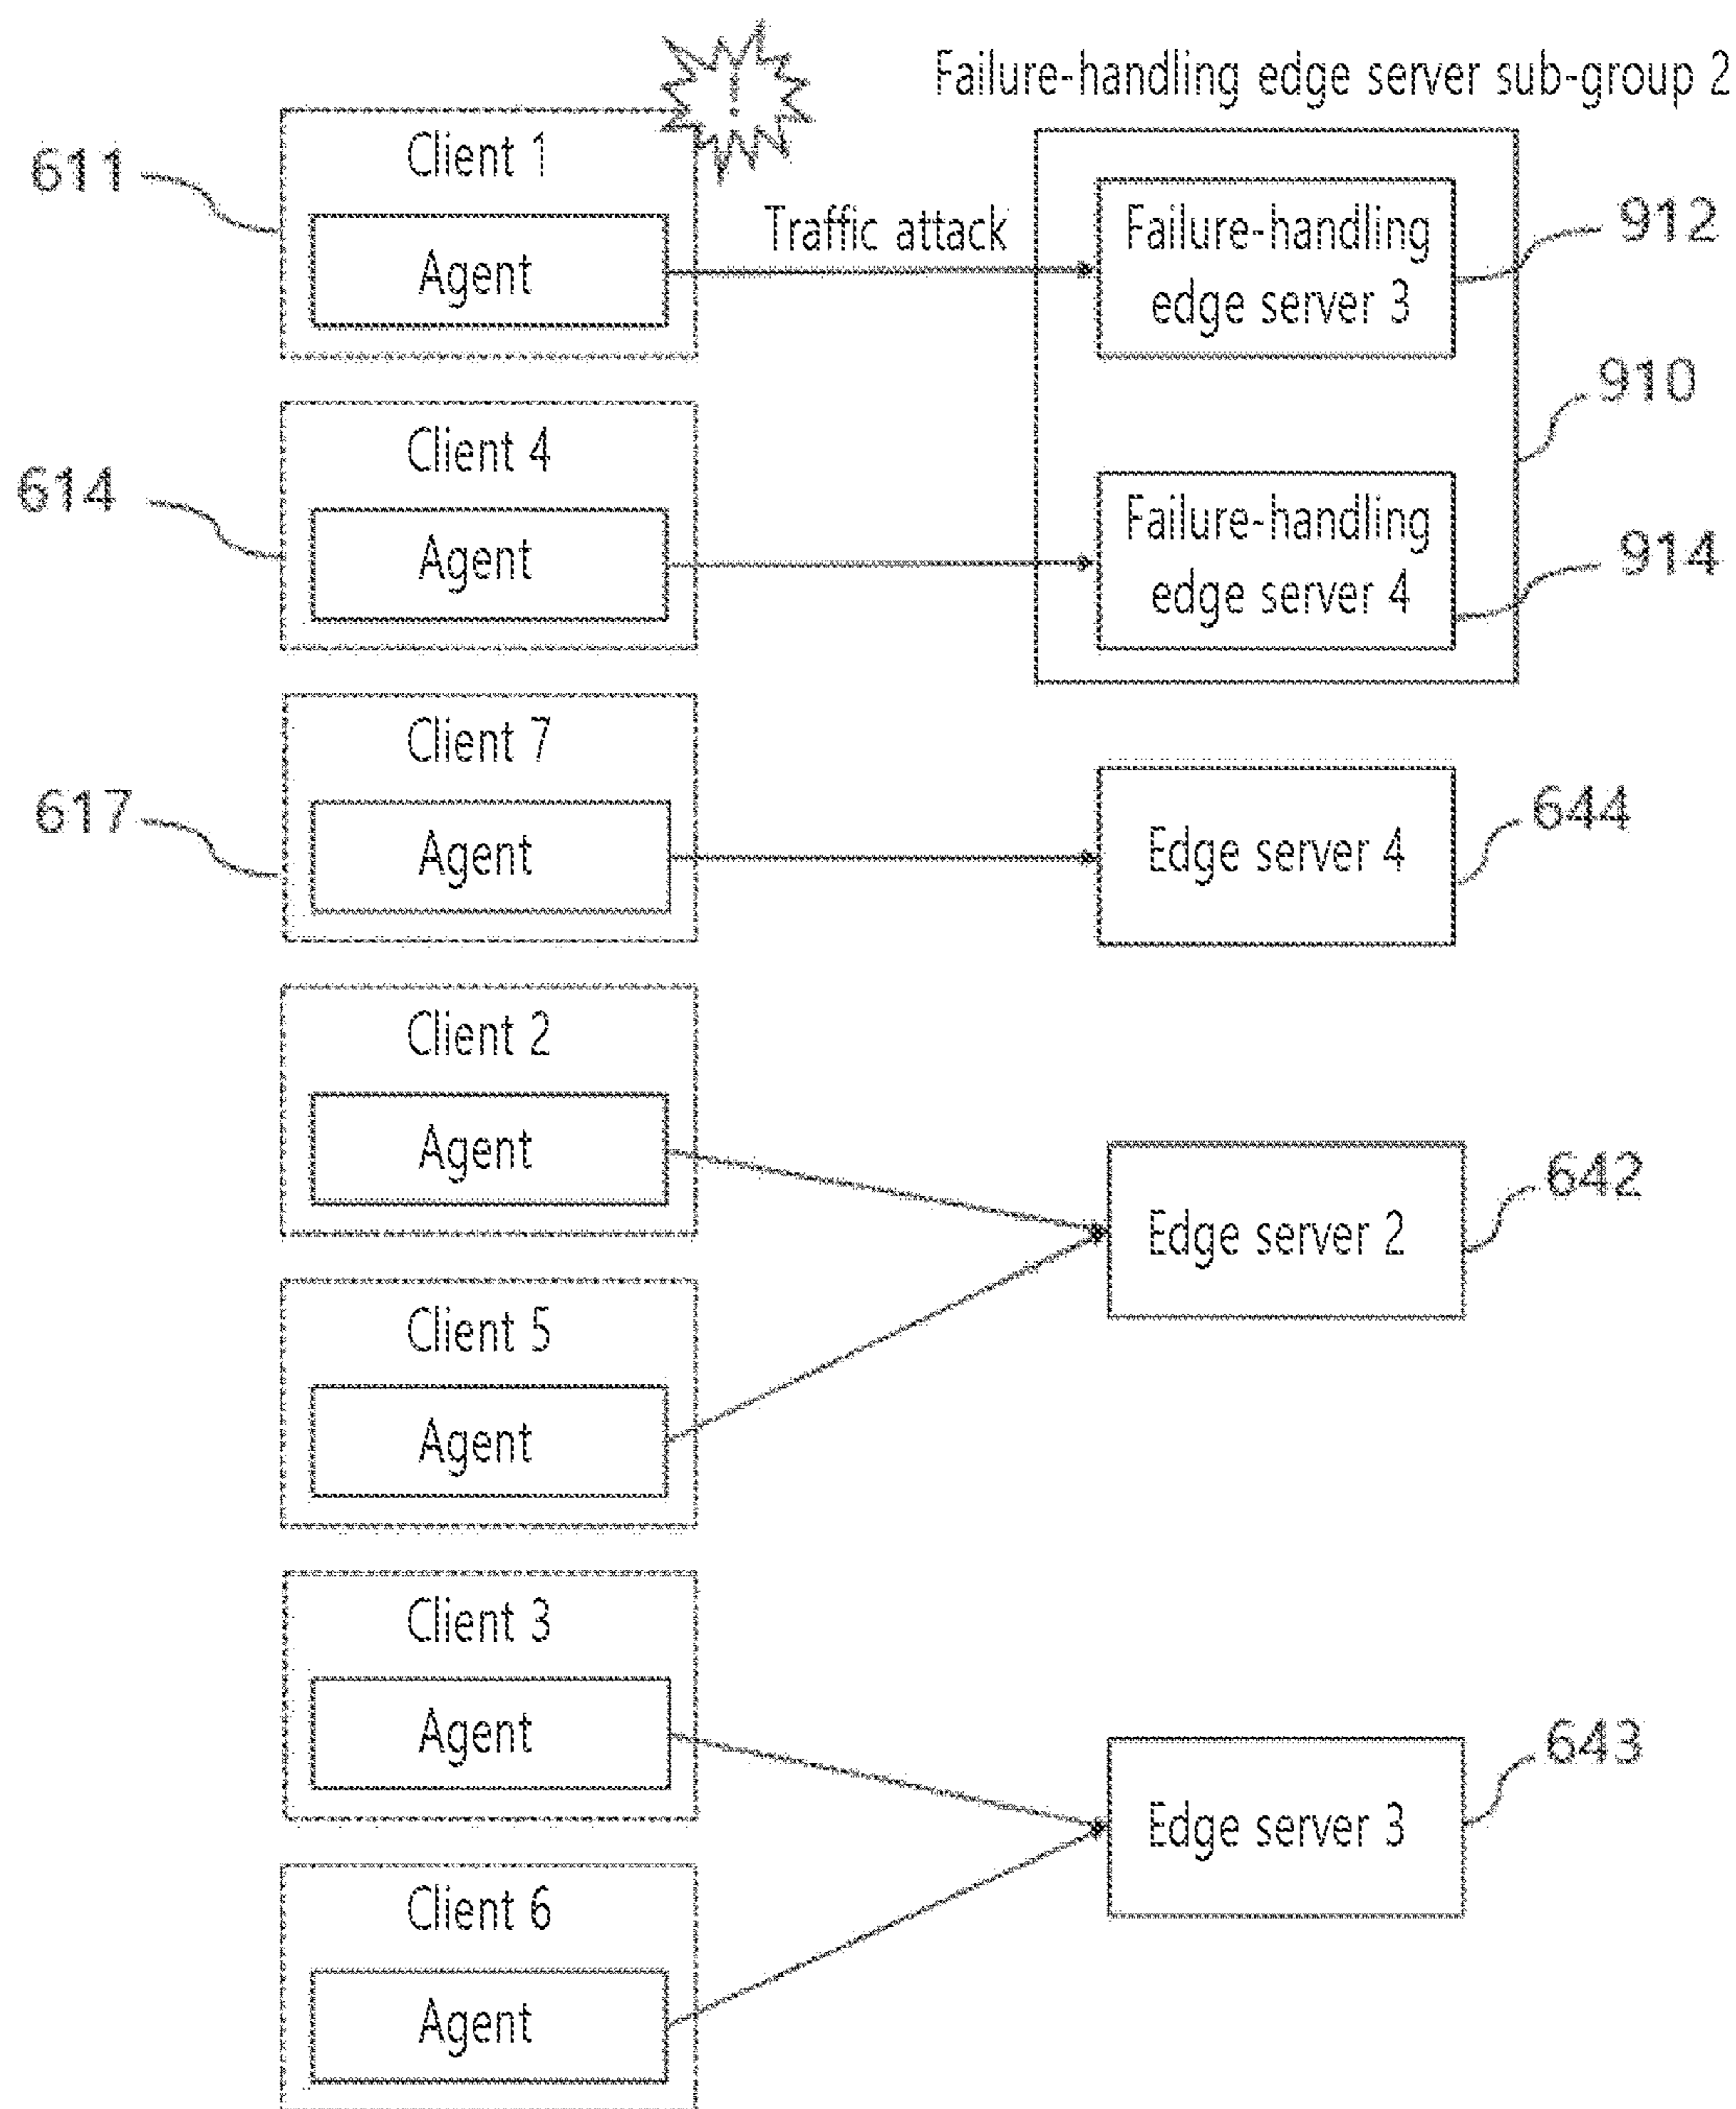 !
Failure-handling edge server sub-group 2
Client 1
611
Agent
Traffic attack
Failure-handling
edge server 3
912
910
Client 4
614
Agent
Failure-handling
edge server 4
914
Client 7
617
Agent
Edge server 4
644
Client 2
Agent
Edge server 2
642
Client 5
Agent
Client 3
Agent
Edge server 3
643
Client 6
Agent